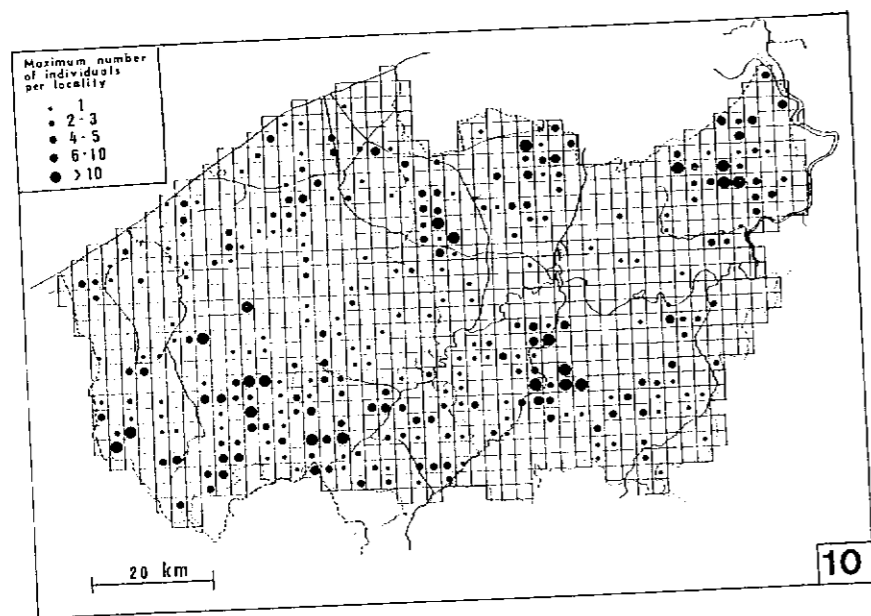 Maximum number
of individuals
per locality
1
2-3
4-5
6-10
>10
20 km
10